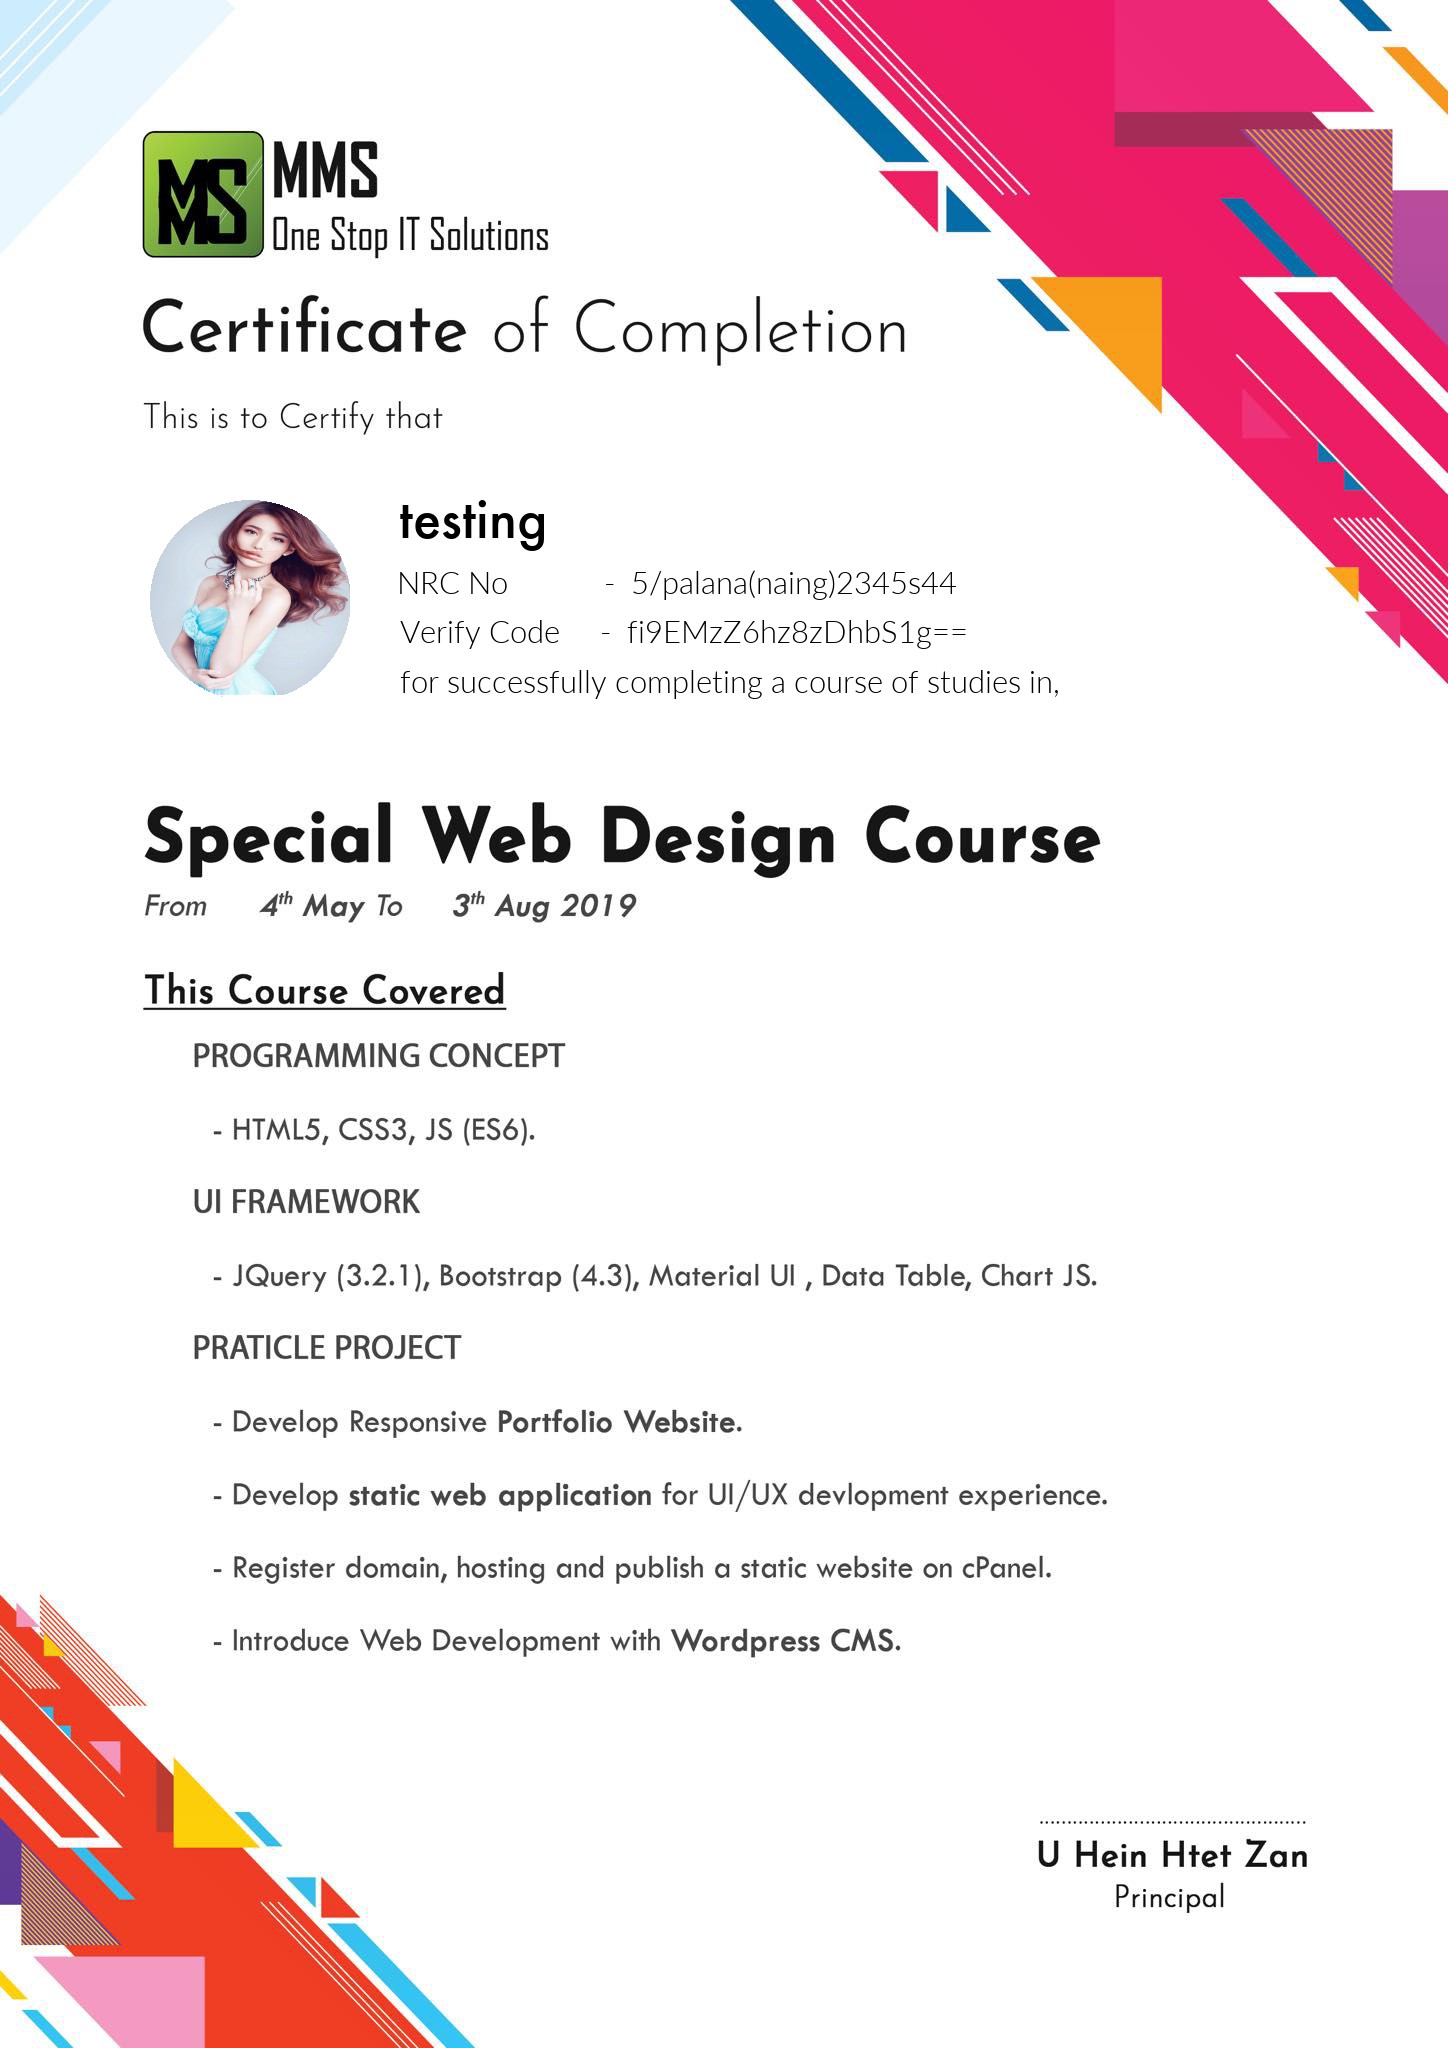 MMS
MMS
One Stop IT Solutions
Certificate of Completion
This is to Certify that
testing
NRC No - 5/palana(naing)2345s44
Verify Code - fi9EMzZ6hz8zDhbS1g==
for successfully completing a course of studies in,
Special Web Design Course
From 4th May To 3th Aug 2019
This Course Covered
PROGRAMMING CONCEPT
- HTML5, CSS3, JS (ES6).
UI FRAMEWORK
- JQuery (3.2.1), Bootstrap (4.3), Material UI , Data Table, Chart JS.
PRATICLE PROJECT
- Develop Responsive Portfolio Website.
- Develop static web application for UI/UX devlopment experience.
- Register domain, hosting and publish a static website on cPanel.
- Introduce Web Development with Wordpress CMS.
U Hein Htet Zan
Principal